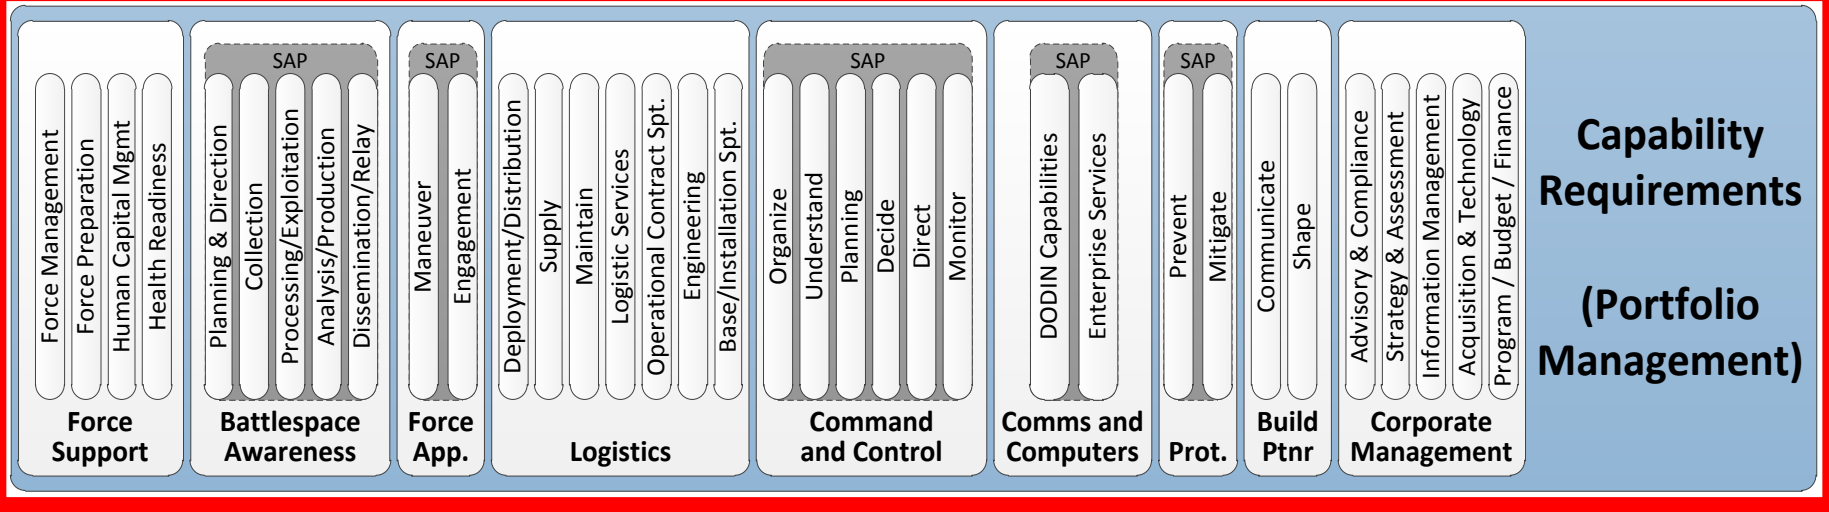 Force Management
Force Preparation
Human Capital Mgmt
Health Readiness
Force
Support
SAP
Planning & Direction
Collection
Processing/Exploitation
Analysis/Production
Dissemination/Relay
Battlespace
Awareness
SAP
Maneuver
Engagement
Force
App.
Deployment/Distribution
Supply
Maintain
Logistic Services
Operational Contract Spt.
Engineering
Base/Installation Spt.
Logistics
SAP
Organize
Understand
Planning
Decide
Direct
Monitor
Command
and Control
SAP
DODIN Capabilities
Enterprise Services
Comms and
Computers
SAP
Prevent
Mitigate
Prot.
Communicate
Shape
Build
Ptnr
Advisory & Compliance
Strategy & Assessment
Information Management
Acquisition & Technology
Program / Budget / Finance
Corporate
Management
Capability
Requirements
(Portfolio
Management)